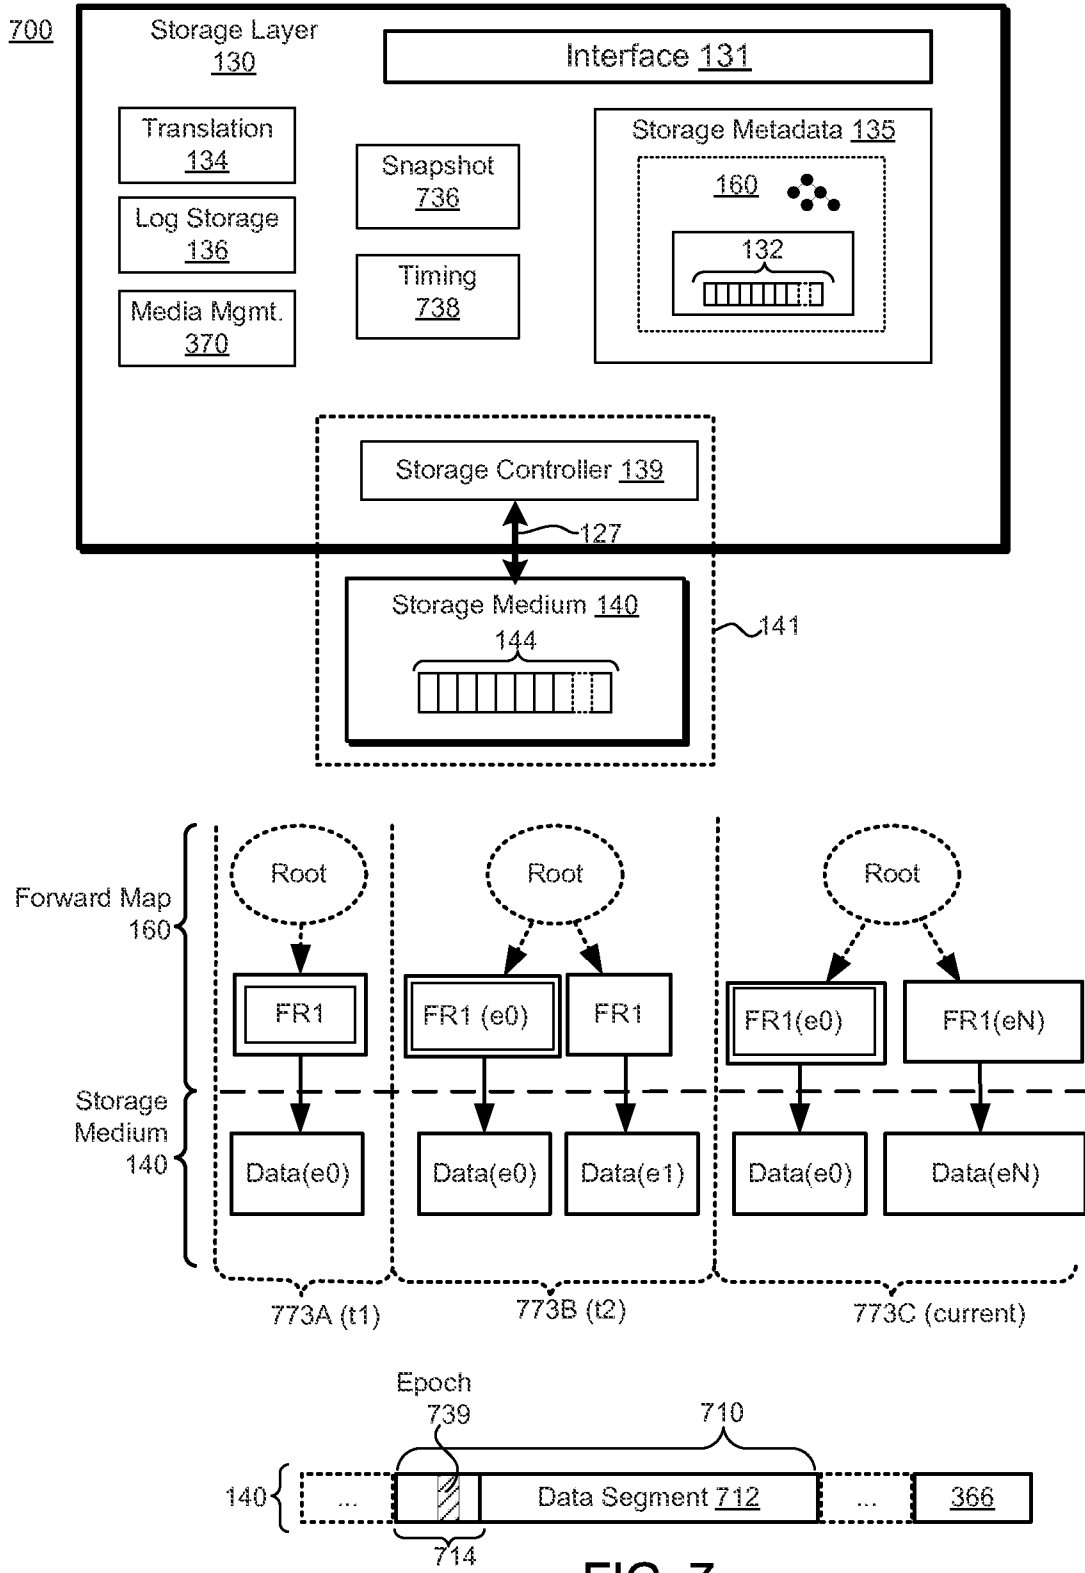 700
Storage Layer
130
Interface 131
Translation
134
Log Storage
136
Media Mgmt.
370
Snapshot
736
Timing
738
Storage Metadata 135
160
132
Storage Controller 139
127
Storage Medium 140
144
141
Forward Map
160
Root
Root
Root
FR1
FR1 (e0)
FR1
FR1(e0)
FR1(eN)
Storage
Medium
140
Data(e0)
Data(e0)
Data(e1)
Data(e0)
Data(eN)
773A (t1)
773B (t2)
773C (current)
Epoch
739
710
140
...
Data Segment 712
...
366
714
FIG. 7